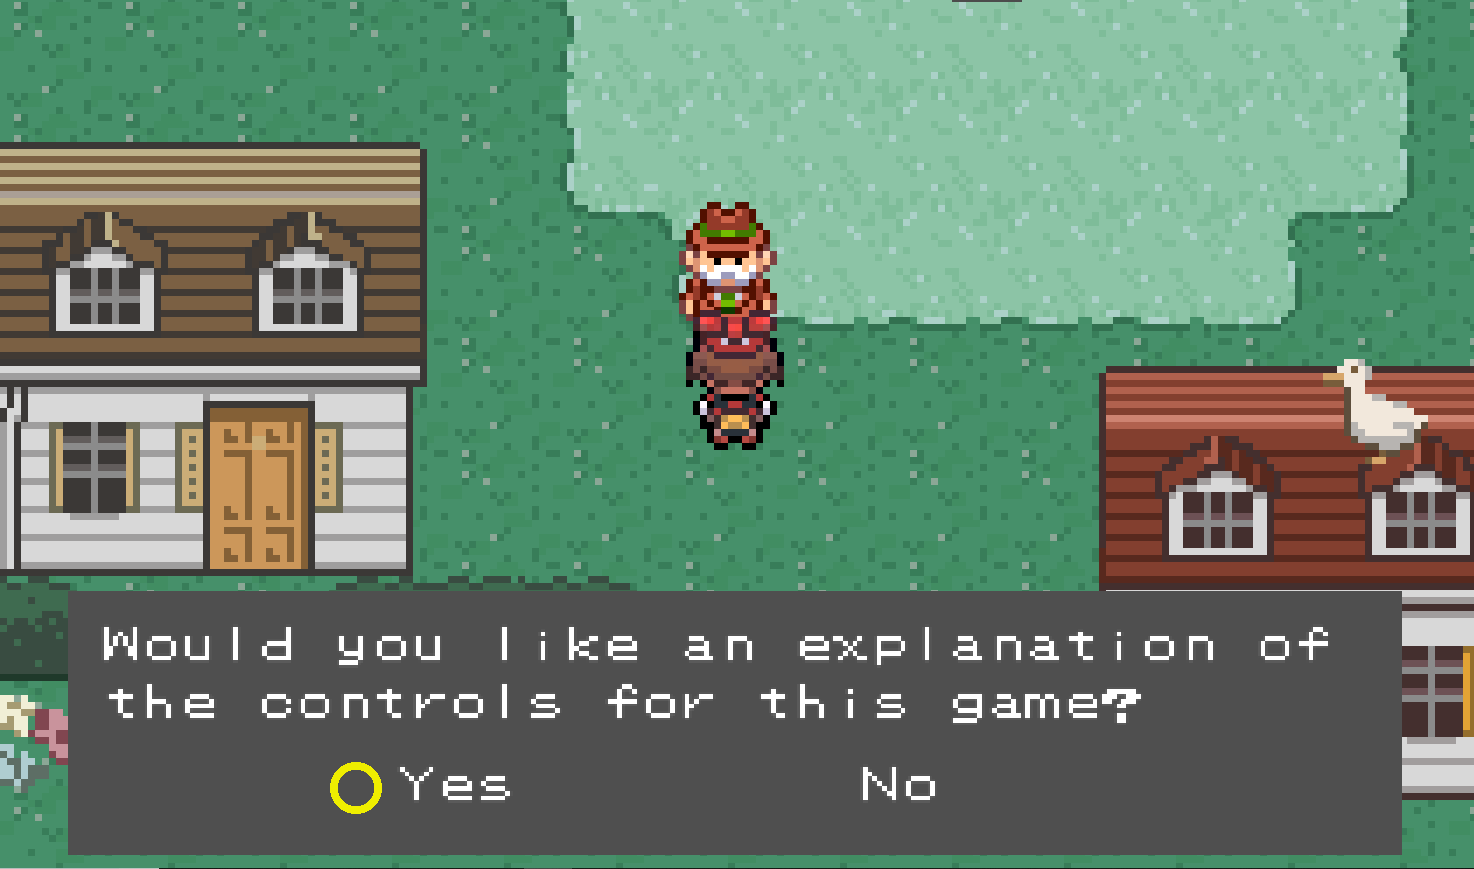 Would you like an explanation of
the controls for this game?
Yes No